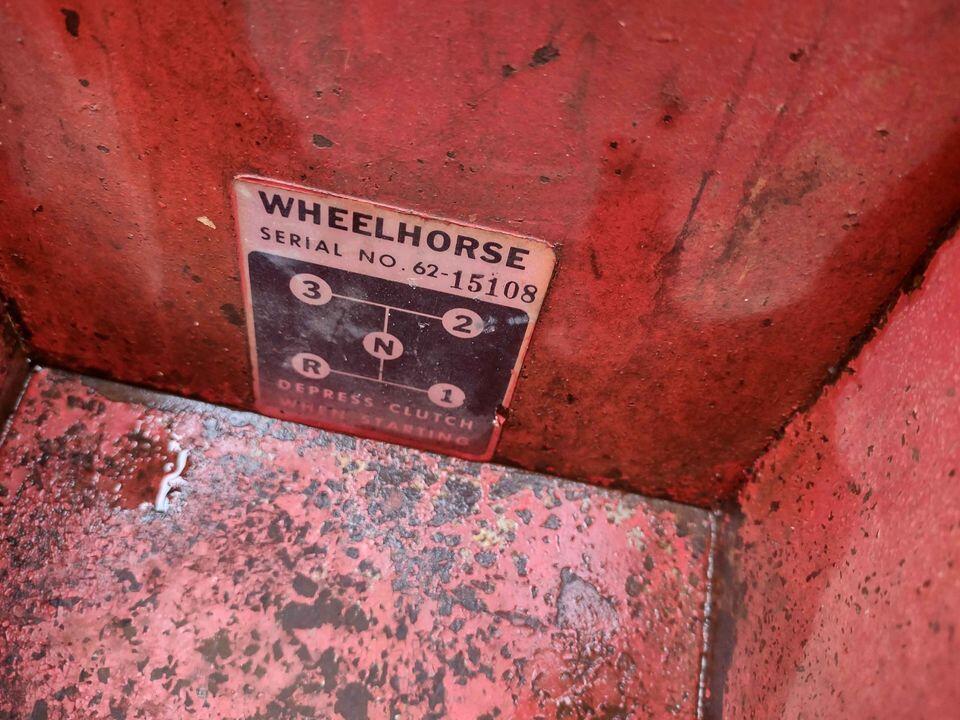 WHEELHORSE
SERIAL NO. 62-15108
3 2
N
R 1
DEPRESS CLUTCH
WHEN STARTING